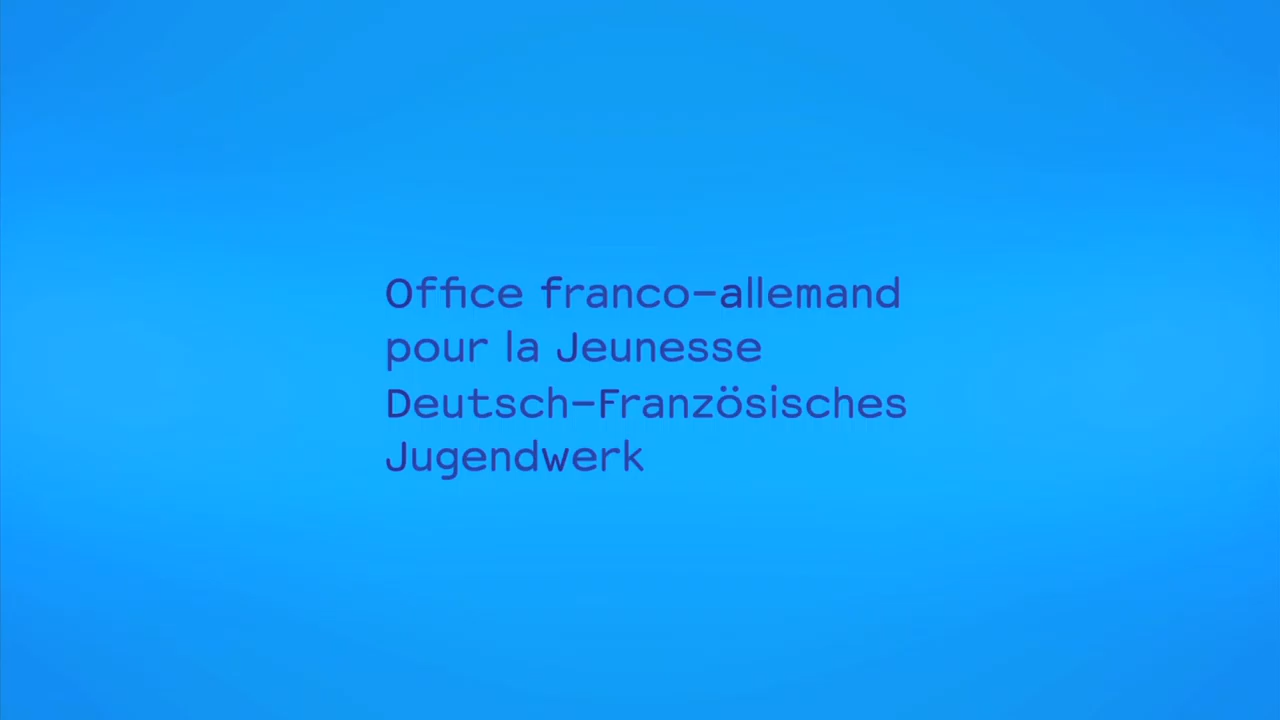 Office franco-allemand
pour la Jeunesse
Deutsch-Französisches
Jugendwerk